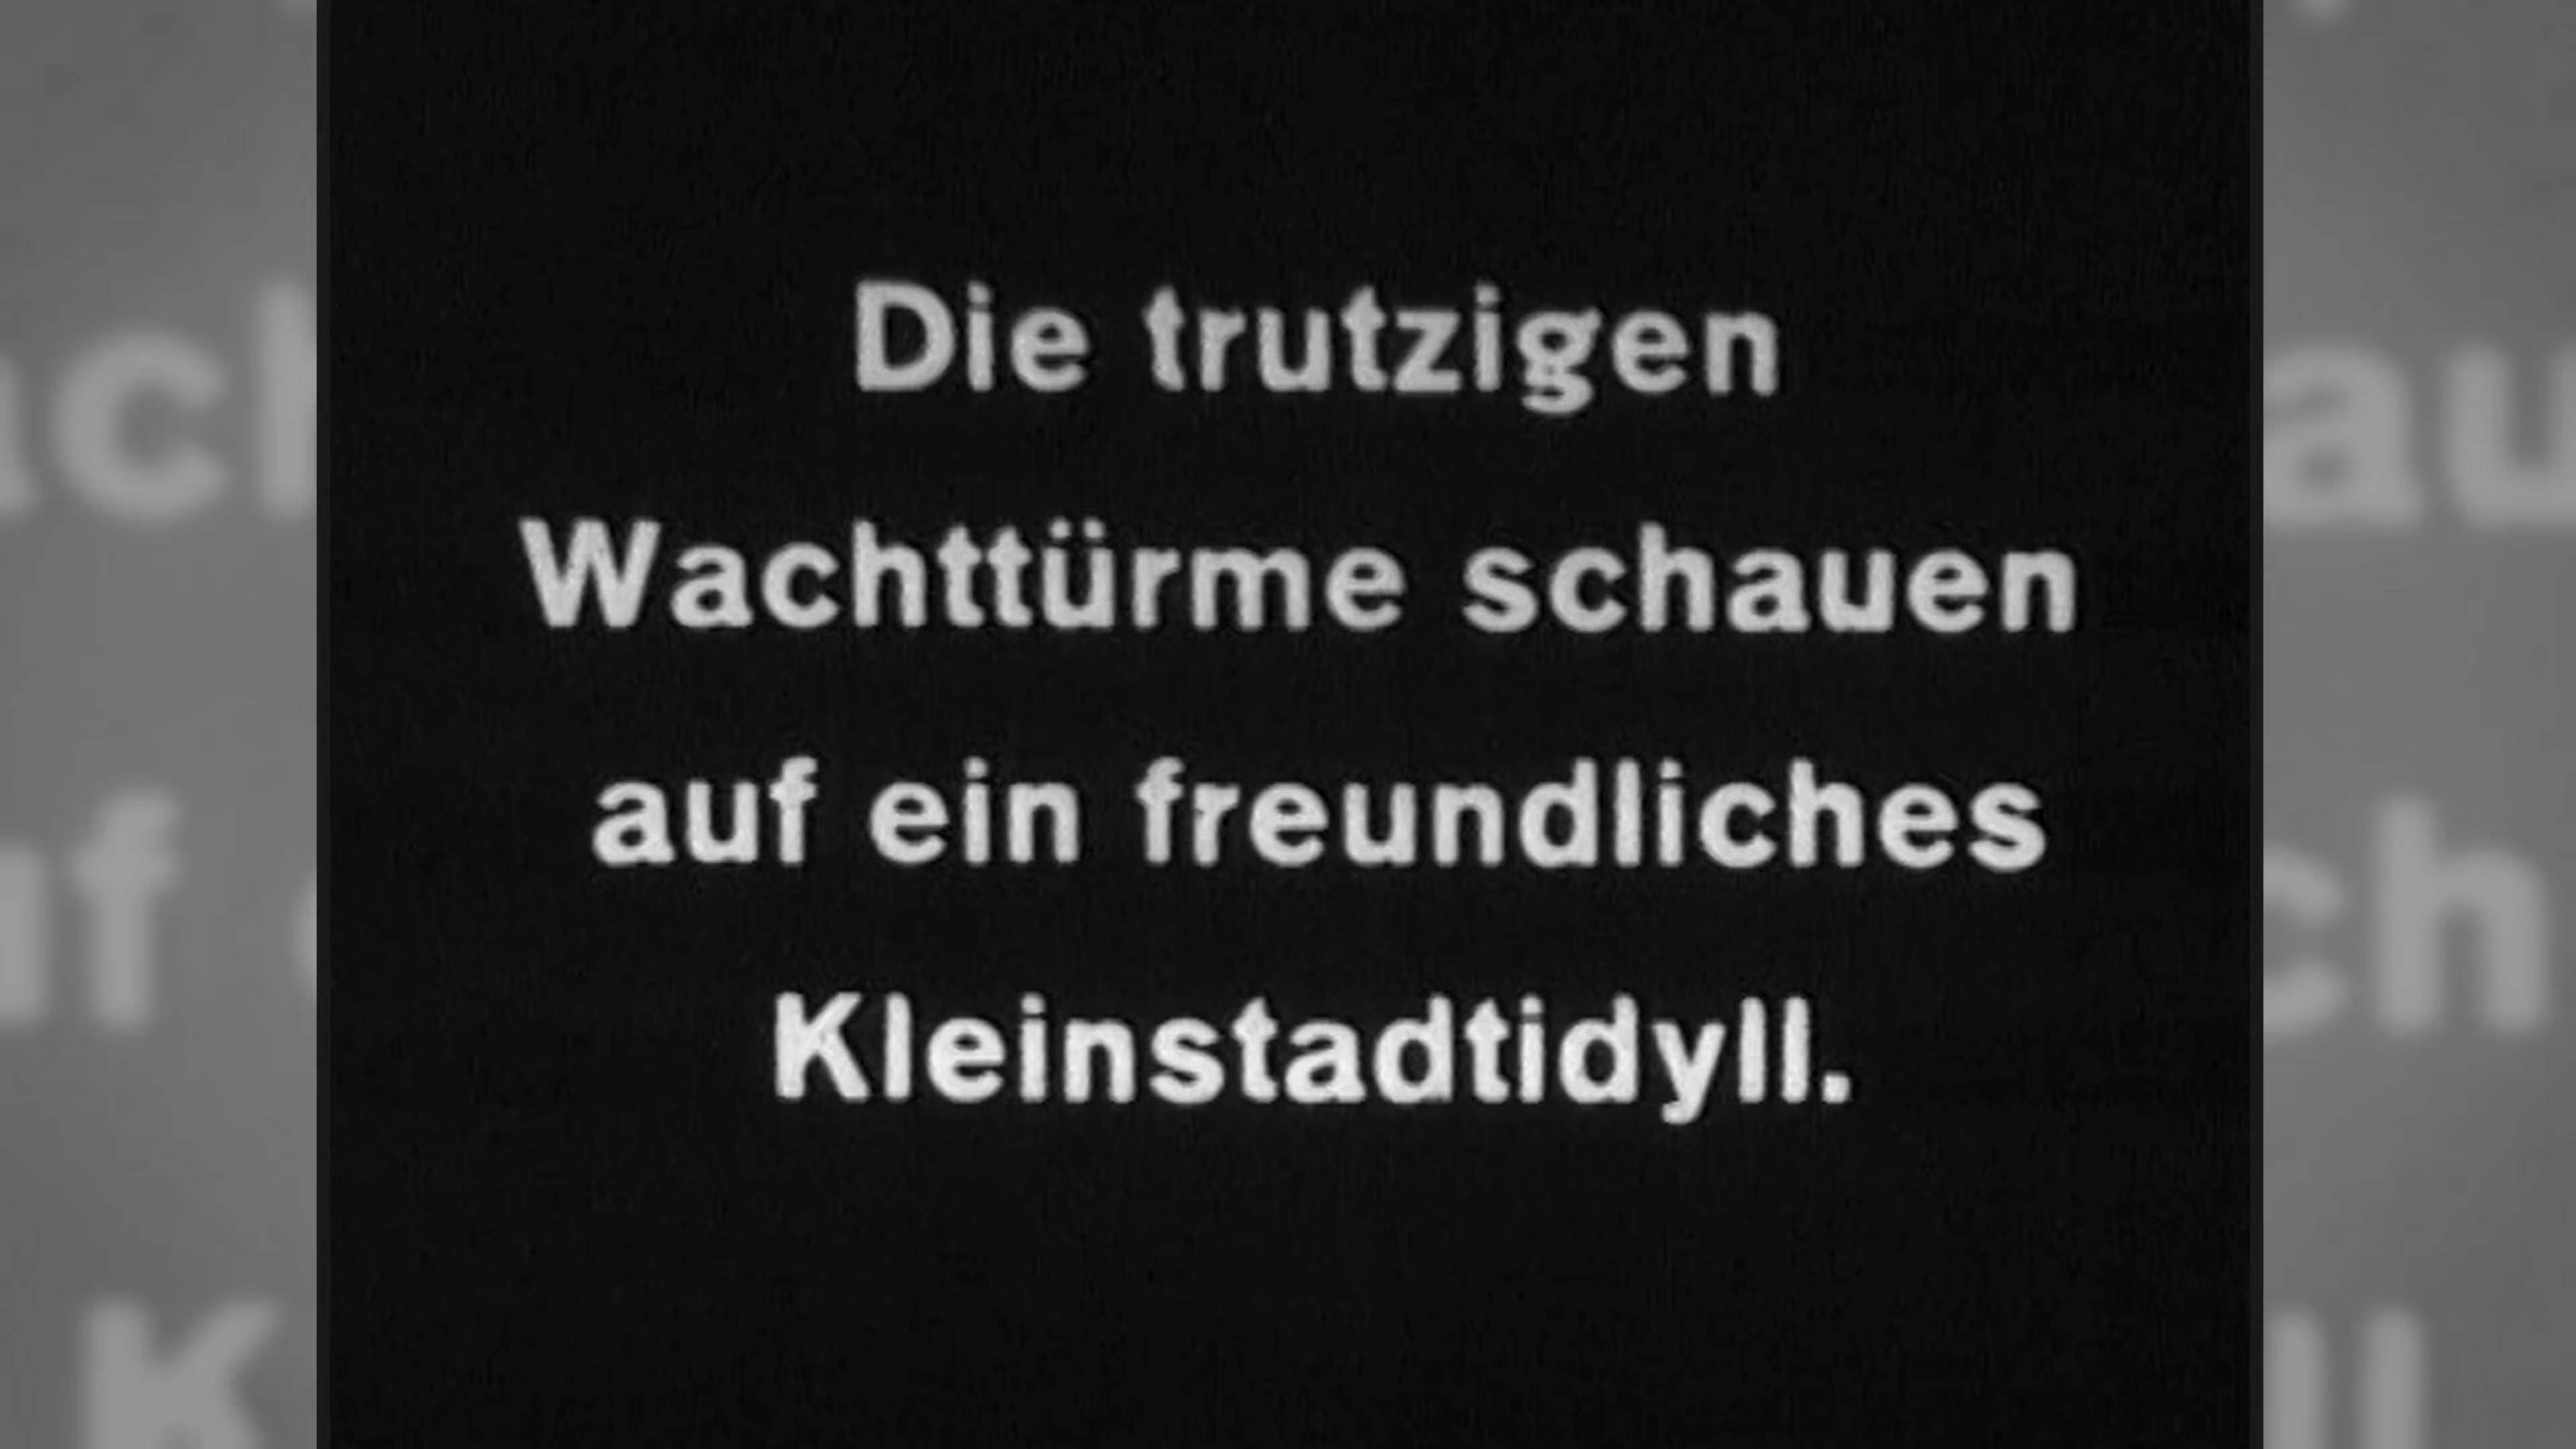 Die trutzigen
Wachttürme schauen
auf ein freundliches
Kleinstadtidyll.